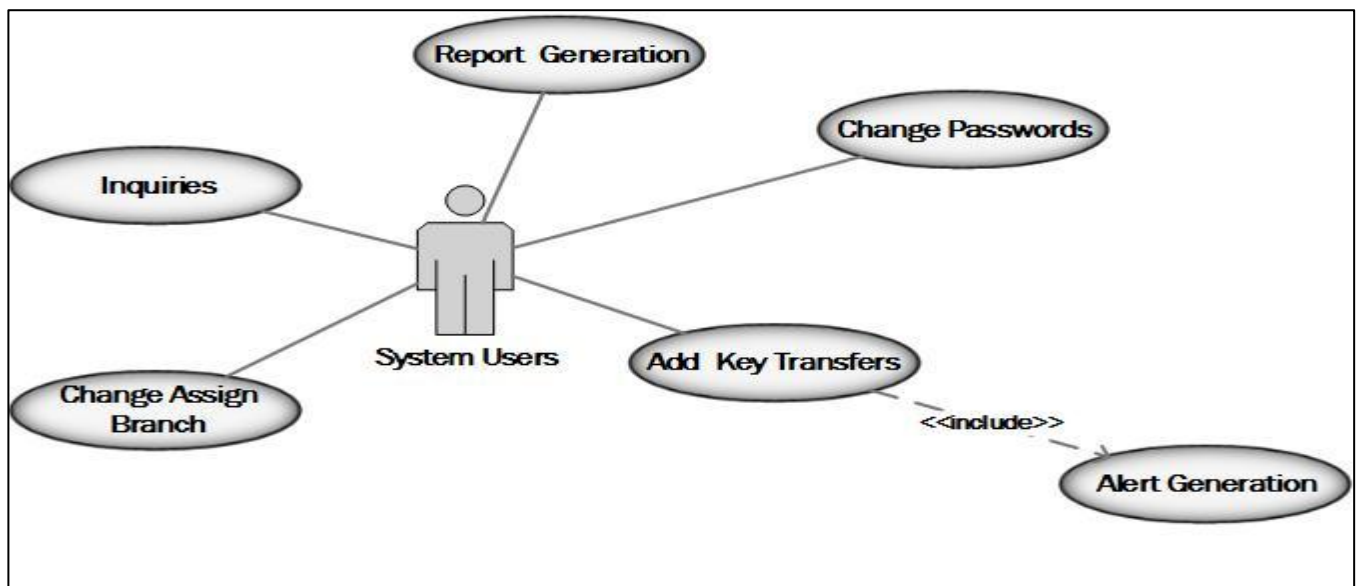 Report Generation
Change Passwords
Inquiries
System Users
Add Key Transfers
Change Assign
Branch
<<include>>
Alert Generation